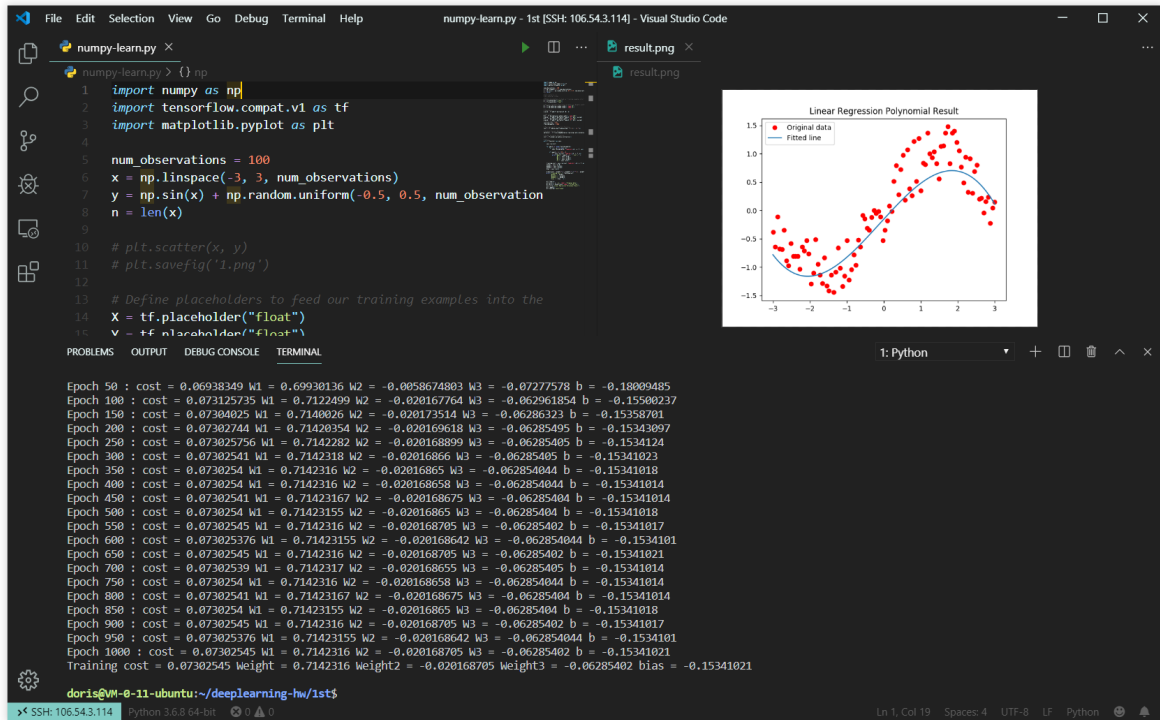 File Edit Selection View Go Debug Terminal Help
numpy-learn.py - 1st [SSH: 106.54.3.114] - Visual Studio Code
numpy-learn.py
numpy-learn.py > {} np
1 import numpy as np
2 import tensorflow.compat.v1 as tf
3 import matplotlib.pyplot as plt
4
5 num_observations = 100
6 x = np.linspace(-3, 3, num_observations)
7 y = np.sin(x) + np.random.uniform(-0.5, 0.5, num_observation
8 n = len(x)
9
10 # plt.scatter(x, y)
11 # plt.savefig('1.png')
12
13 # Define placeholders to feed our training examples into the
14 X = tf.placeholder("float")
15 Y = tf.placeholder("float")
result.png
result.png
Linear Regression Polynomial Result
Original data
Fitted line
1.5
1.0
0.5
0.0
−0.5
−1.0
−1.5
−3 −2 −1 0 1 2 3
PROBLEMS OUTPUT DEBUG CONSOLE TERMINAL
1: Python
Epoch 50 : cost = 0.06938349 W1 = 0.69930136 W2 = -0.0058674803 W3 = -0.07277578 b = -0.18009485
Epoch 100 : cost = 0.073125735 W1 = 0.7122499 W2 = -0.020167764 W3 = -0.062961854 b = -0.15500237
Epoch 150 : cost = 0.07304025 W1 = 0.7140026 W2 = -0.020173514 W3 = -0.06286323 b = -0.15358701
Epoch 200 : cost = 0.07302744 W1 = 0.71420354 W2 = -0.020169618 W3 = -0.06285495 b = -0.15343097
Epoch 250 : cost = 0.073025756 W1 = 0.7142282 W2 = -0.020168899 W3 = -0.06285405 b = -0.1534124
Epoch 300 : cost = 0.07302541 W1 = 0.7142318 W2 = -0.02016866 W3 = -0.06285405 b = -0.15341023
Epoch 350 : cost = 0.0730254 W1 = 0.7142316 W2 = -0.02016865 W3 = -0.062854044 b = -0.15341018
Epoch 400 : cost = 0.0730254 W1 = 0.7142316 W2 = -0.020168658 W3 = -0.06285404 b = -0.15341014
Epoch 450 : cost = 0.07302541 W1 = 0.71423167 W2 = -0.020168675 W3 = -0.06285404 b = -0.15341014
Epoch 500 : cost = 0.0730254 W1 = 0.71423155 W2 = -0.02016865 W3 = -0.06285404 b = -0.15341018
Epoch 550 : cost = 0.07302545 W1 = 0.7142316 W2 = -0.020168705 W3 = -0.06285402 b = -0.15341017
Epoch 600 : cost = 0.073025376 W1 = 0.71423155 W2 = -0.020168642 W3 = -0.062854044 b = -0.1534101
Epoch 650 : cost = 0.07302545 W1 = 0.7142316 W2 = -0.020168705 W3 = -0.06285402 b = -0.15341021
Epoch 700 : cost = 0.07302539 W1 = 0.7142317 W2 = -0.020168655 W3 = -0.06285405 b = -0.15341014
Epoch 750 : cost = 0.0730254 W1 = 0.7142316 W2 = -0.020168658 W3 = -0.06285404 b = -0.15341014
Epoch 800 : cost = 0.07302541 W1 = 0.71423167 W2 = -0.020168675 W3 = -0.06285404 b = -0.15341014
Epoch 850 : cost = 0.0730254 W1 = 0.71423155 W2 = -0.02016865 W3 = -0.06285404 b = -0.15341018
Epoch 900 : cost = 0.07302545 W1 = 0.7142316 W2 = -0.020168705 W3 = -0.06285402 b = -0.15341017
Epoch 950 : cost = 0.073025376 W1 = 0.71423155 W2 = -0.020168642 W3 = -0.062854044 b = -0.1534101
Epoch 1000 : cost = 0.07302545 W1 = 0.7142316 W2 = -0.020168705 W3 = -0.06285402 b = -0.15341021
Training cost = 0.07302545 Weight = 0.7142316 Weight2 = -0.020168705 Weight3 = -0.06285402 bias = -0.15341021
doris@VM-0-11-ubuntu:~/deeplearning-hw/1st$
SSH: 106.54.3.114 Python 3.6.8 64-bit 0 0 Ln 1, Col 19 Spaces: 4 UTF-8 LF Python